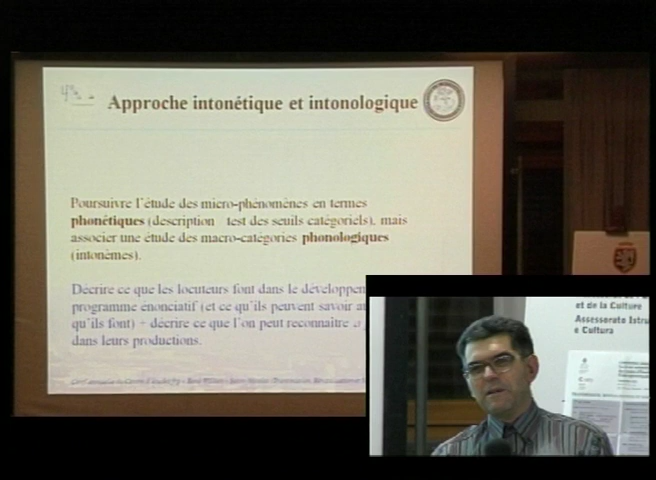 Approche intonétique et intonologique
Poursuivre l'étude des micro-phénomènes en termes
phonétiques (description test des seuils catégoriels), mais
associer une étude des macro-catégories phonologiques
(intonèmes).
Décrire ce que les locuteurs font dans le développem
programme énonciatif (et ce qu'ils peuvent savoir
qu'ils font) + décrire ce que l'on peut reconnaître
dans leurs productions.
et de la Culture
Assessorato Istru
e Cultura